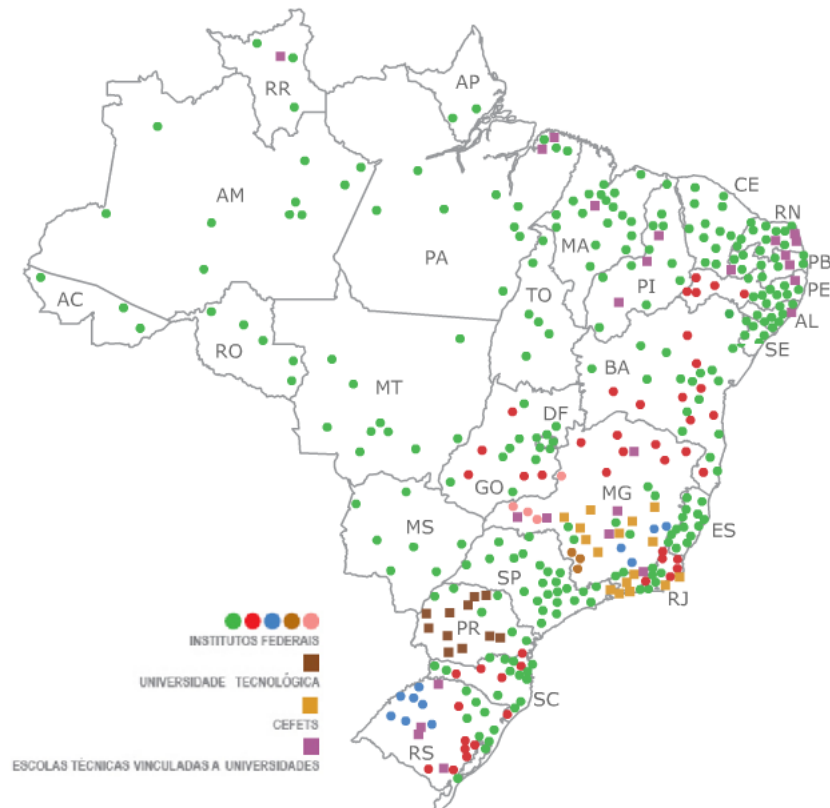 RR
AP
AM
PA
MA
CE
RN
PB
PE
AL
SE
PI
TO
AC
RO
MT
BA
DF
GO
MG
ES
MS
SP
RJ
PR
SC
RS
INSTITUTOS FEDERAIS
UNIVERSIDADE TECNOLÓGICA
CEFETS
ESCOLAS TÉCNICAS VINCULADAS A UNIVERSIDADES